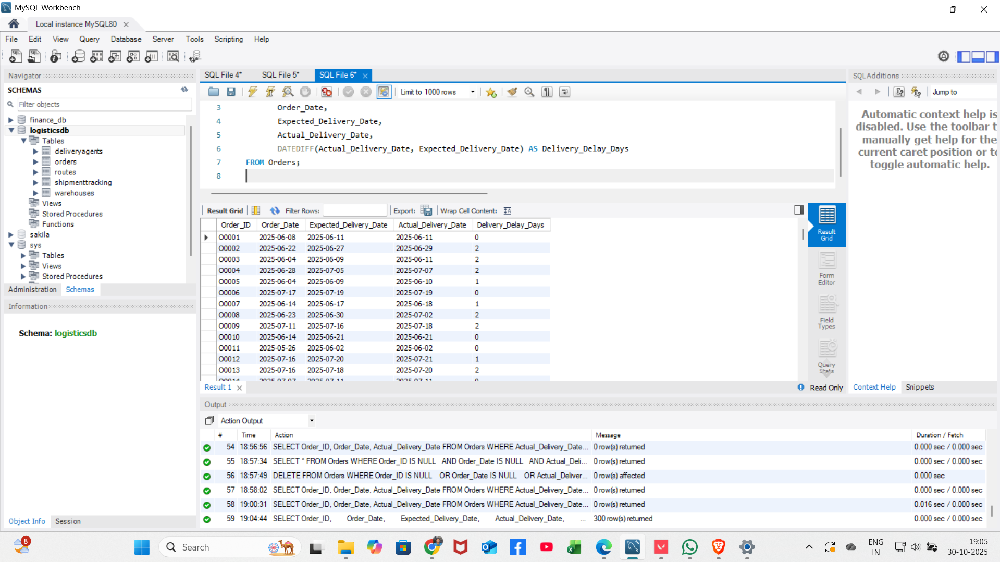 MySQL Workbench
Local instance MySQL80
File Edit View Query Database Server Tools Scripting Help
Navigator
SCHEMAS
Filter objects
finance_db
logisticsdb
Tables
deliveryagents
orders
routes
shipmenttracking
warehouses
Views
Stored Procedures
Functions
sakila
sys
Tables
Views
Stored Procedures
Administration Schemas
Information
Schema: logisticsdb
Object Info Session
SQL File 4* SQL File 5* SQL File 6*
Limit to 1000 rows
3 Order_Date,
4 Expected_Delivery_Date,
5 Actual_Delivery_Date,
6 DATEDIFF(Actual_Delivery_Date, Expected_Delivery_Date) AS Delivery_Delay_Days
7 FROM Orders;
8
Result Grid Filter Rows: Export: Wrap Cell Content:
Order_ID Order_Date Expected_Delivery_Date Actual_Delivery_Date Delivery_Delay_Days
O0001 2025-06-08 2025-06-11 2025-06-11 0
O0002 2025-06-22 2025-06-27 2025-06-29 2
O0003 2025-06-04 2025-06-09 2025-06-11 2
O0004 2025-06-28 2025-07-05 2025-07-07 2
O0005 2025-06-04 2025-06-09 2025-06-10 1
O0006 2025-07-17 2025-07-19 2025-07-19 0
O0007 2025-06-14 2025-06-17 2025-06-18 1
O0008 2025-06-23 2025-06-30 2025-07-02 2
O0009 2025-07-11 2025-07-16 2025-07-18 2
O0010 2025-06-14 2025-06-21 2025-06-21 0
O0011 2025-05-26 2025-06-02 2025-06-02 0
O0012 2025-07-16 2025-07-20 2025-07-21 1
O0013 2025-07-16 2025-07-18 2025-07-20 2
O0014 2025-07-07 2025-07-11 2025-07-11 0
Result Grid
Form Editor
Field Types
Query Stats
Result 1
Read Only
SQLAdditions
Jump to
Automatic context help is
disabled. Use the toolbar t
manually get help for the
current caret position or to
toggle automatic help.
Context Help Snippets
Output
Action Output
# Time Action Message Duration / Fetch
54 18:56:56 SELECT Order_ID, Order_Date, Actual_Delivery_Date FROM Orders WHERE Actual_Delivery_Date... 0 row(s) returned 0.000 sec / 0.000 sec
55 18:57:34 SELECT * FROM Orders WHERE Order_ID IS NULL AND Order_Date IS NULL AND Actual_Deli... 0 row(s) returned 0.000 sec / 0.000 sec
56 18:57:49 DELETE FROM Orders WHERE Order_ID IS NULL OR Order_Date IS NULL OR Actual_Deliver... 0 row(s) affected 0.000 sec
57 18:58:02 SELECT Order_ID, Order_Date, Actual_Delivery_Date FROM Orders WHERE Actual_Delivery_Date... 0 row(s) returned 0.000 sec / 0.000 sec
58 19:00:31 SELECT Order_ID, Order_Date, Actual_Delivery_Date FROM Orders WHERE Actual_Delivery_Date... 0 row(s) returned 0.016 sec / 0.000 sec
59 19:04:44 SELECT Order_ID, Order_Date, Expected_Delivery_Date, Actual_Delivery_Date, ... 300 row(s) returned 0.000 sec / 0.000 sec
8
Search
ENG
IN
19:05
30-10-2025